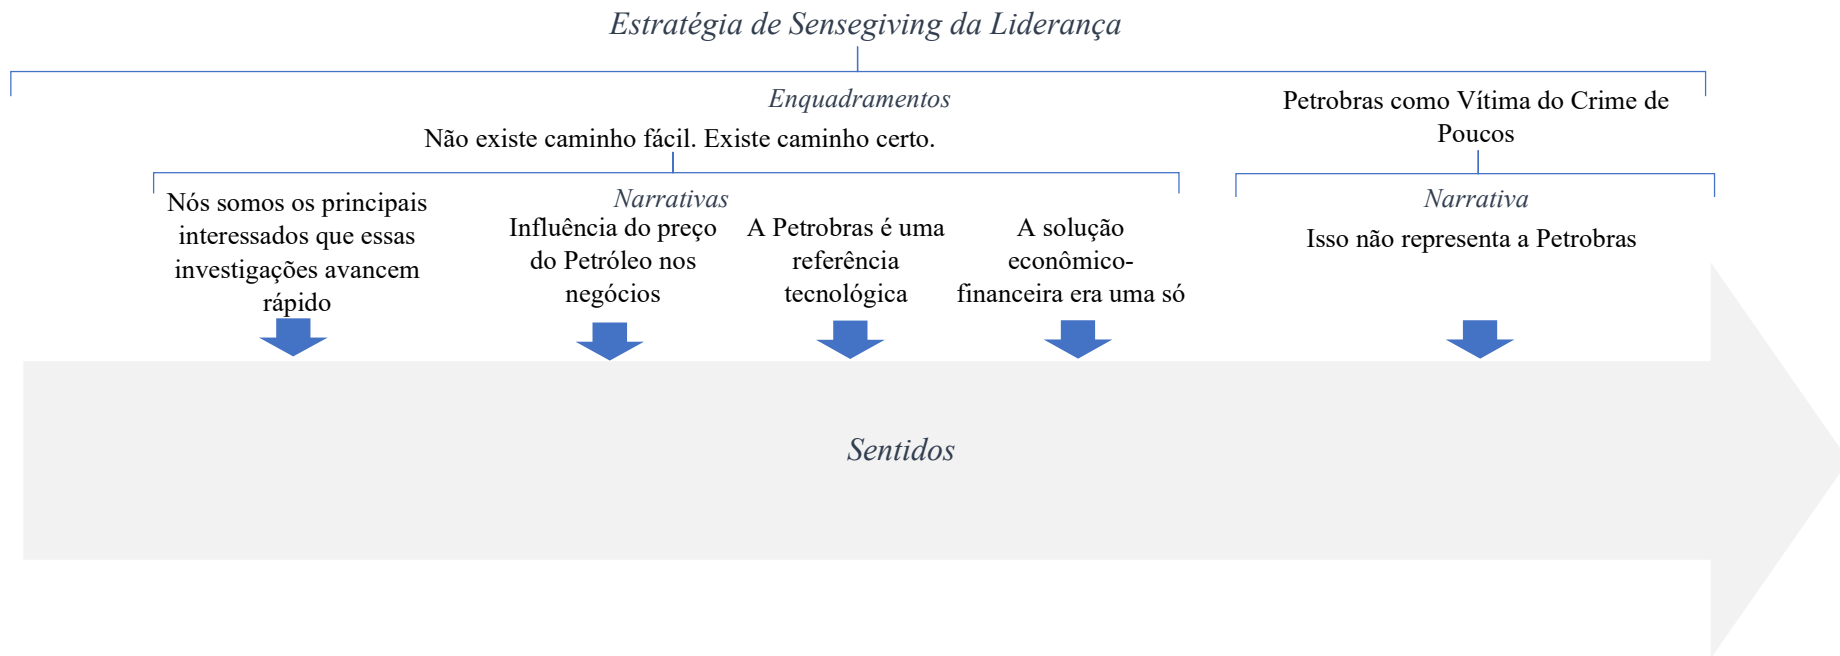 Estratégia de Sensegiving da Liderança
Enquadramentos
Não existe caminho fácil. Existe caminho certo.
Petrobras como Vítima do Crime de
Poucos
Narrativas
Nós somos os principais
interessados que essas
investigações avancem
rápido
Influência do preço
do Petróleo nos
negócios
A Petrobras é uma
referência
tecnológica
A solução
econômico-
financeira era uma só
Narrativa
Isso não representa a Petrobras
Sentidos